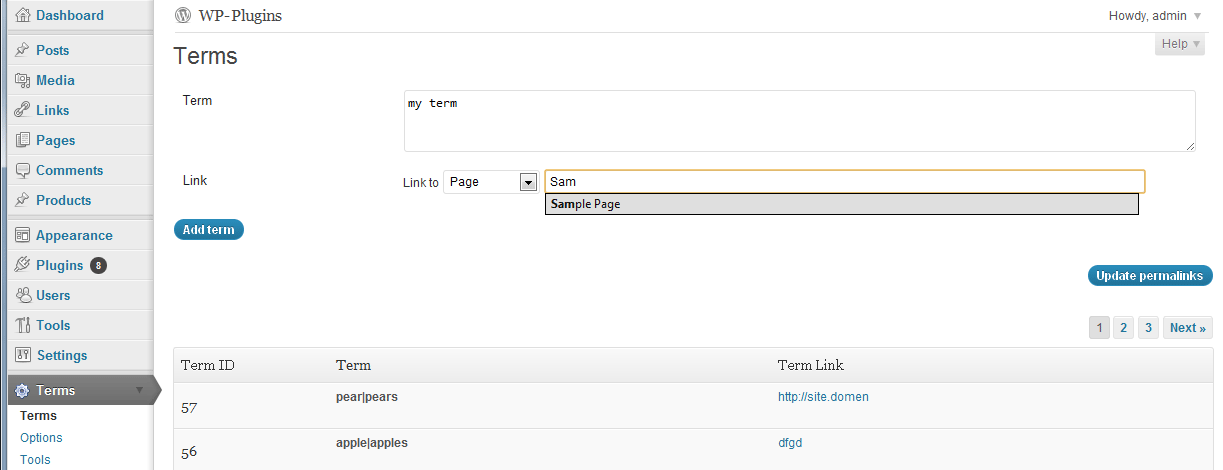 Dashboard
Posts
Media
Links
Pages
Comments
Products
Appearance
Plugins 8
Users
Tools
Settings
Terms
Terms
Options
Tools
WP-Plugins
Howdy, admin
Help
Terms
Term
my term
Link
Link to Page Sam
Sample Page
Add term
Update permalinks
1 2 3 Next »
Term ID Term Term Link
57 pear|pears http://site.domen
56 apple|apples dfgd